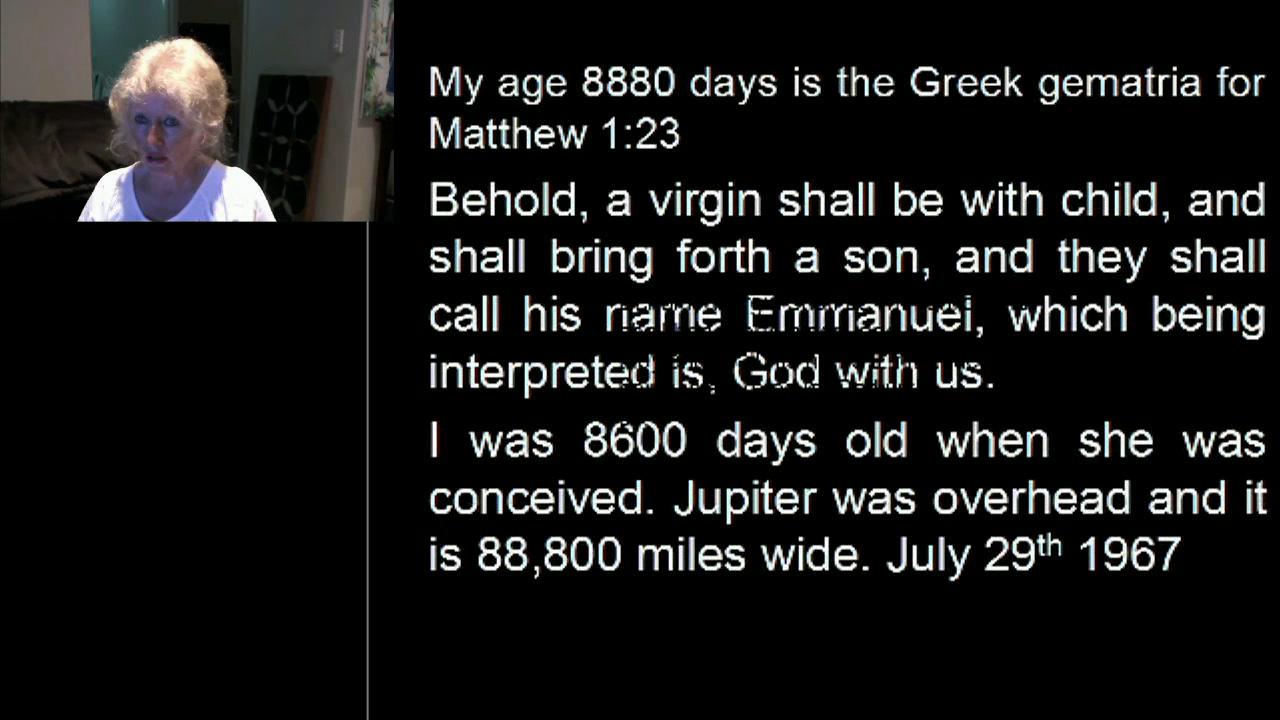 My age 8880 days is the Greek gematria for
Matthew 1:23
Behold, a virgin shall be with child, and
shall bring forth a son, and they shall
call his name Emmanuel, which being
interpreted is, God with us.
I was 8600 days old when she was
conceived. Jupiter was overhead and it
is 88,800 miles wide. July 29th 1967